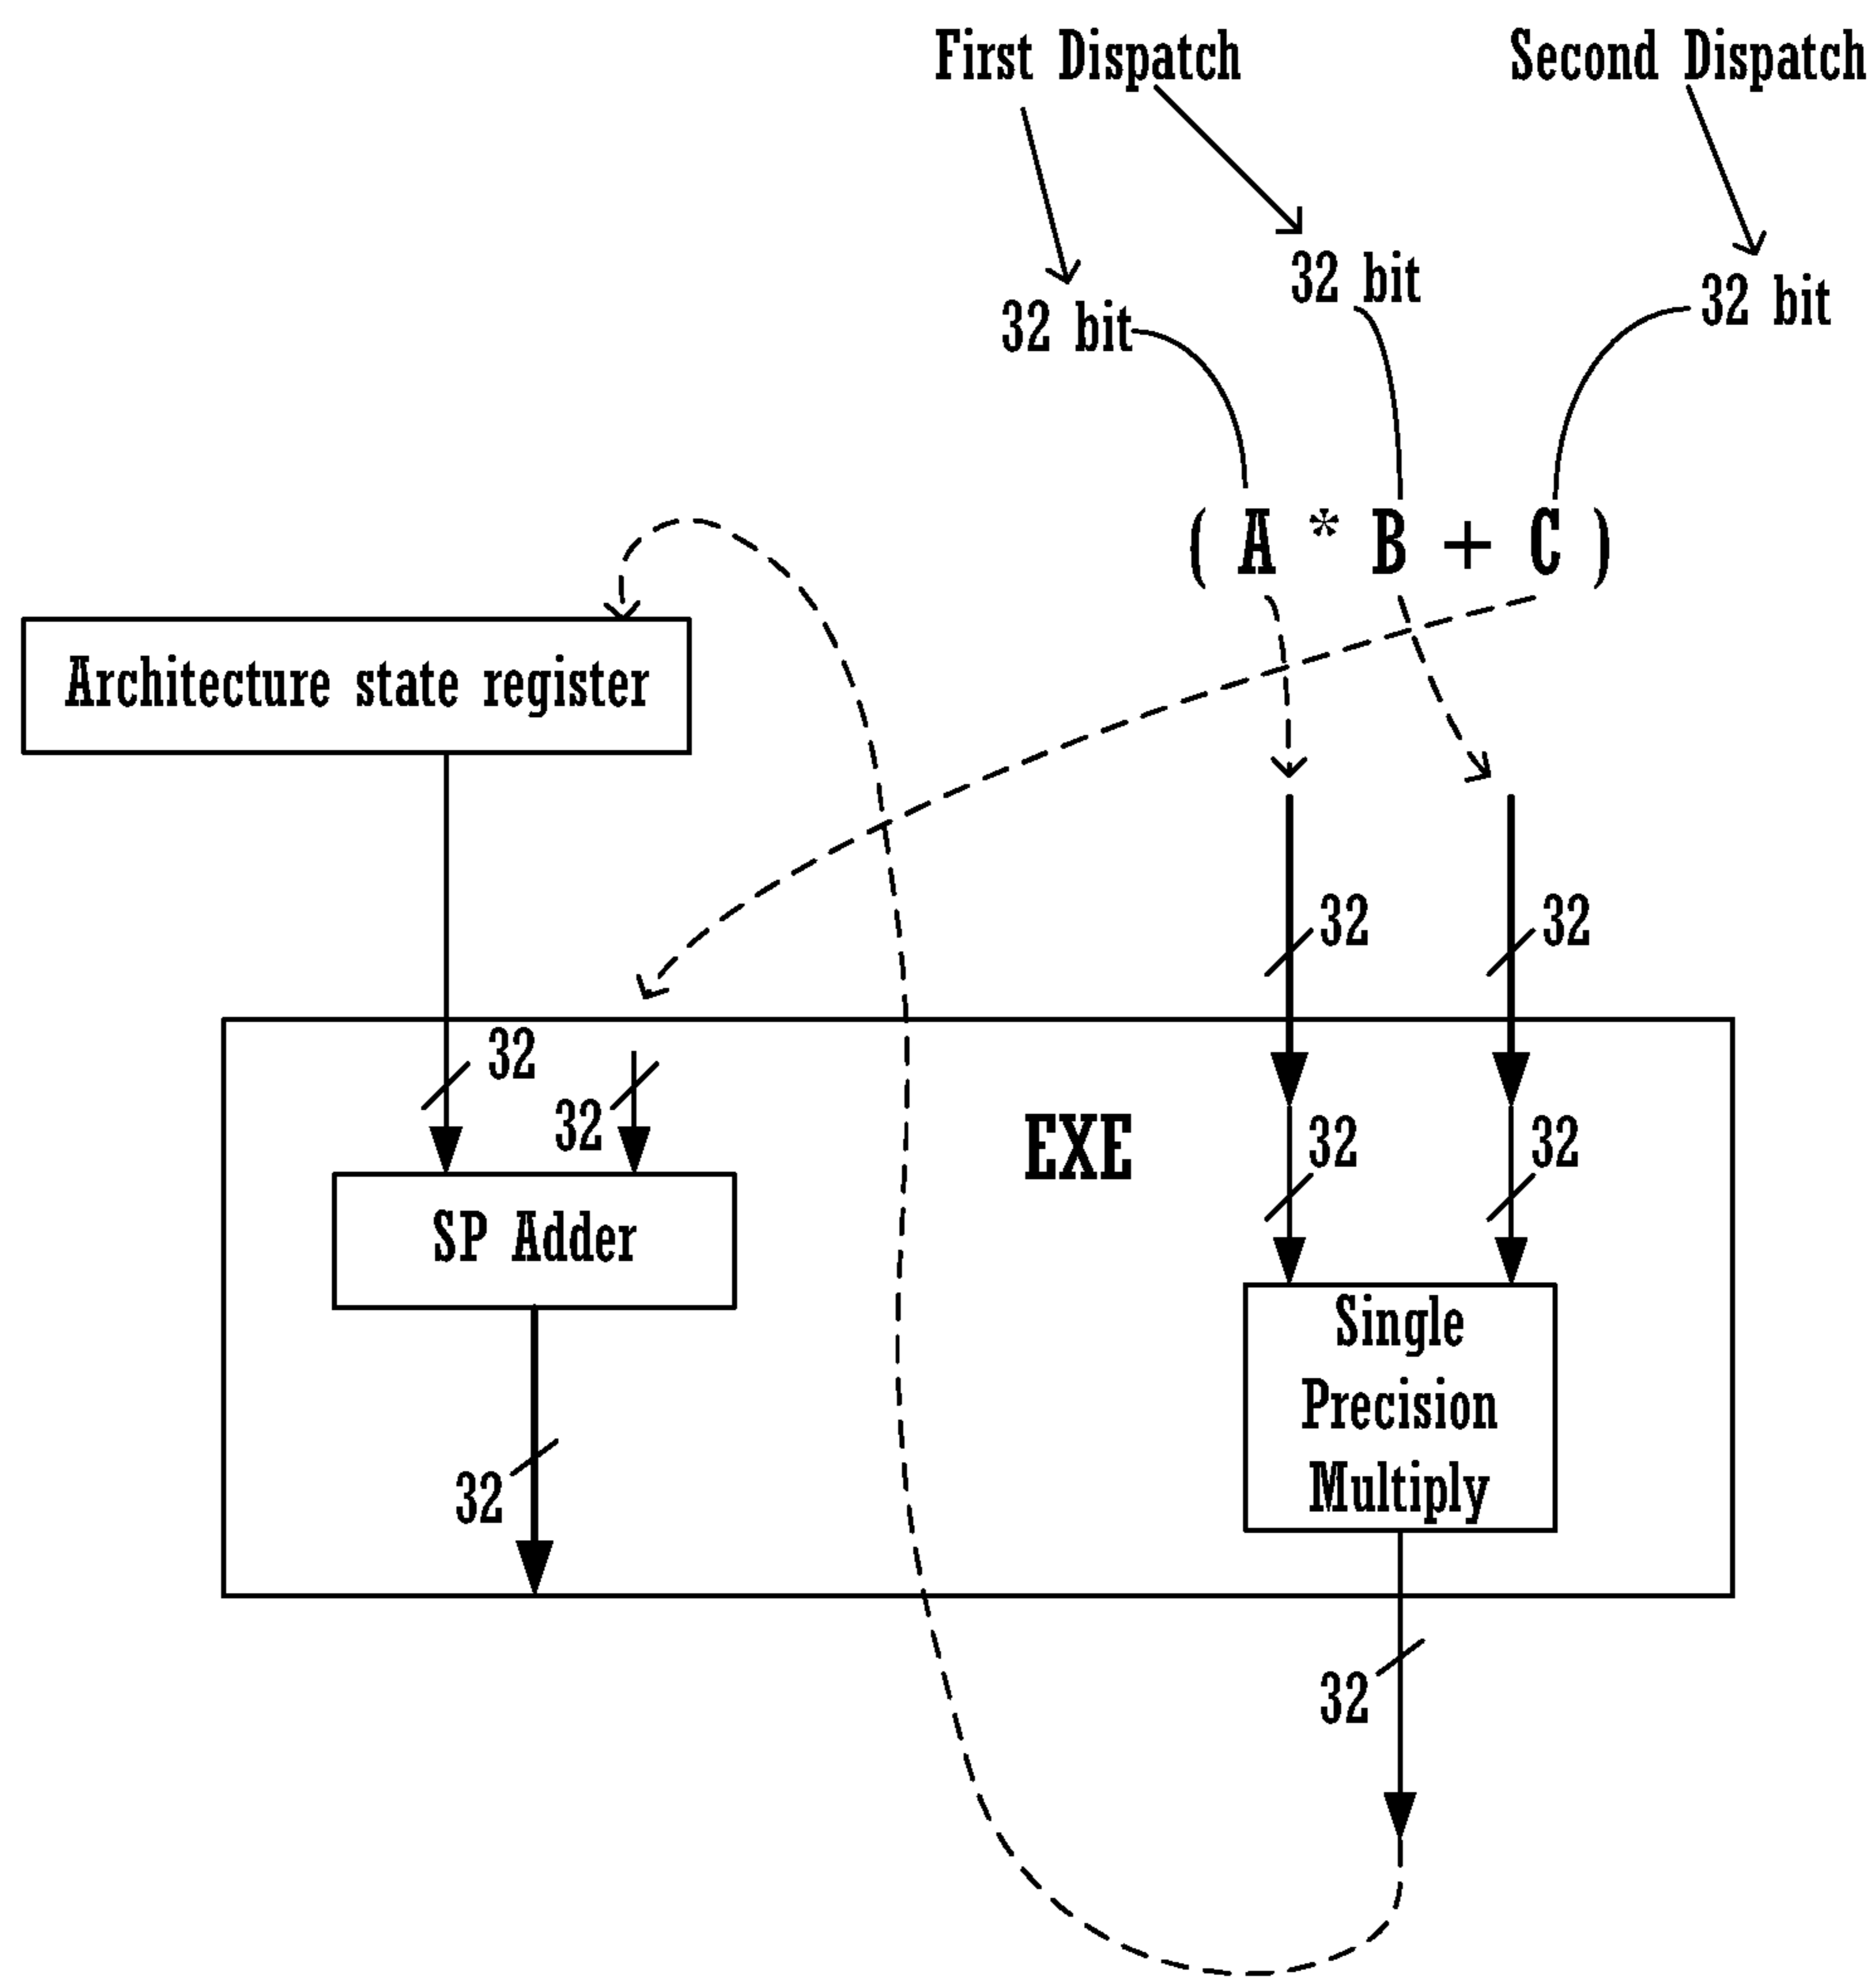 First Dispatch
Second Dispatch
32 bit
32 bit
32 bit
( A * B + C )
Architecture state register
32
32
32
32
EXE
32
32
SP Adder
Single
Precision
Multiply
32
32